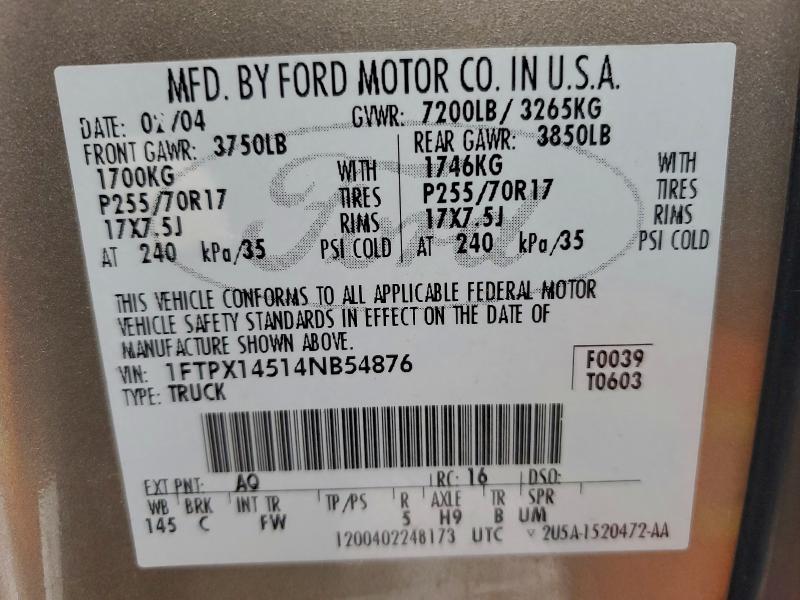 MFD. BY FORD MOTOR CO. IN U.S.A.
DATE: 02/04 GVWR: 7200LB/ 3265KG
FRONT GAWR: 3750LB REAR GAWR: 3850LB
1700KG WITH 1746KG WITH
P255/70R17 TIRES P255/70R17 TIRES
17X7.5J RIMS 17X7.5J RIMS
AT 240 kPa/35 PSI COLD AT 240 kPa/35 PSI COLD
Ford
THIS VEHICLE CONFORMS TO ALL APPLICABLE FEDERAL MOTOR
VEHICLE SAFETY STANDARDS IN EFFECT ON THE DATE OF
MANUFACTURE SHOWN ABOVE.
VIN: 1FTPX14514NB54876 F0039
TYPE: TRUCK T0603
EXT PNT: AQ RC: 16 DSO:
WB BRK INT TR TP/PS R AXLE TR SPR
145 C FW 5 H9 B UM
1200402248173 UTC 2U5A-1520472-AA